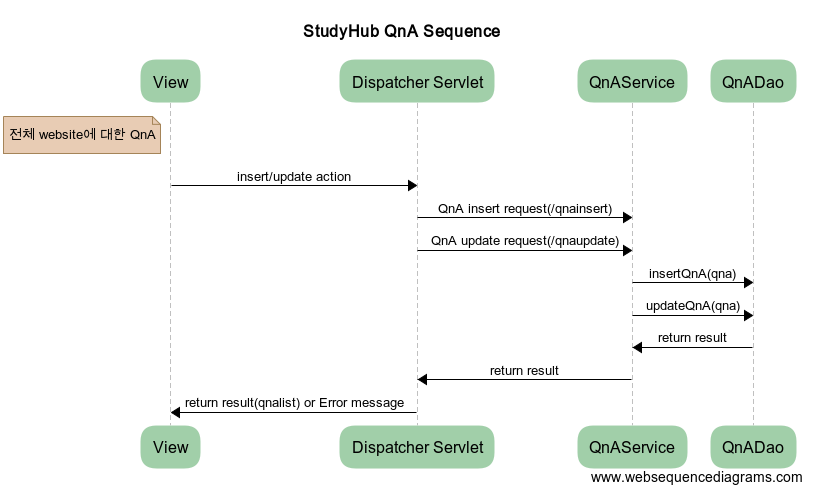 StudyHub QnA Sequence
View
Dispatcher Servlet
QnAService
QnADao
전체 website에 대한 QnA
insert/update action
QnA insert request(/qnainsert)
QnA update request(/qnaupdate)
insertQnA(qna)
updateQnA(qna)
return result
return result
return result(qnalist) or Error message
View
Dispatcher Servlet
QnAService
QnADao
www.websequencediagrams.com